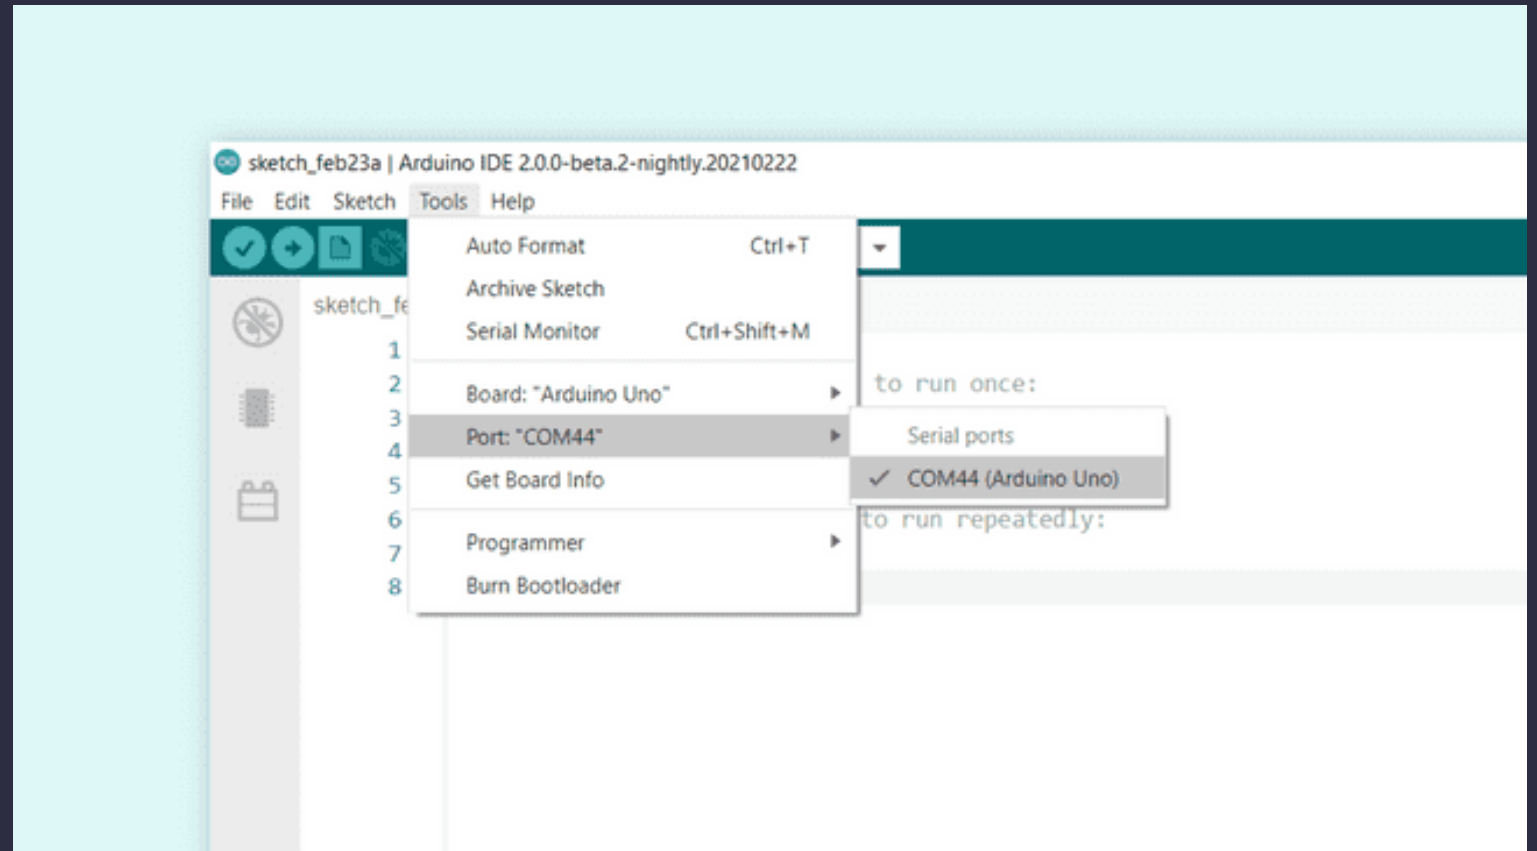 sketch_feb23a | Arduino IDE 2.0.0-beta.2-nightly.20210222
File Edit Sketch Tools Help
Auto Format Ctrl+T
Archive Sketch
sketch_fe
Serial Monitor Ctrl+Shift+M
1
2 to run once:
Board: "Arduino Uno"
3
Port: "COM44" Serial ports
4
Get Board Info COM44 (Arduino Uno)
5
6 to run repeatedly:
Programmer
7
8
Burn Bootloader